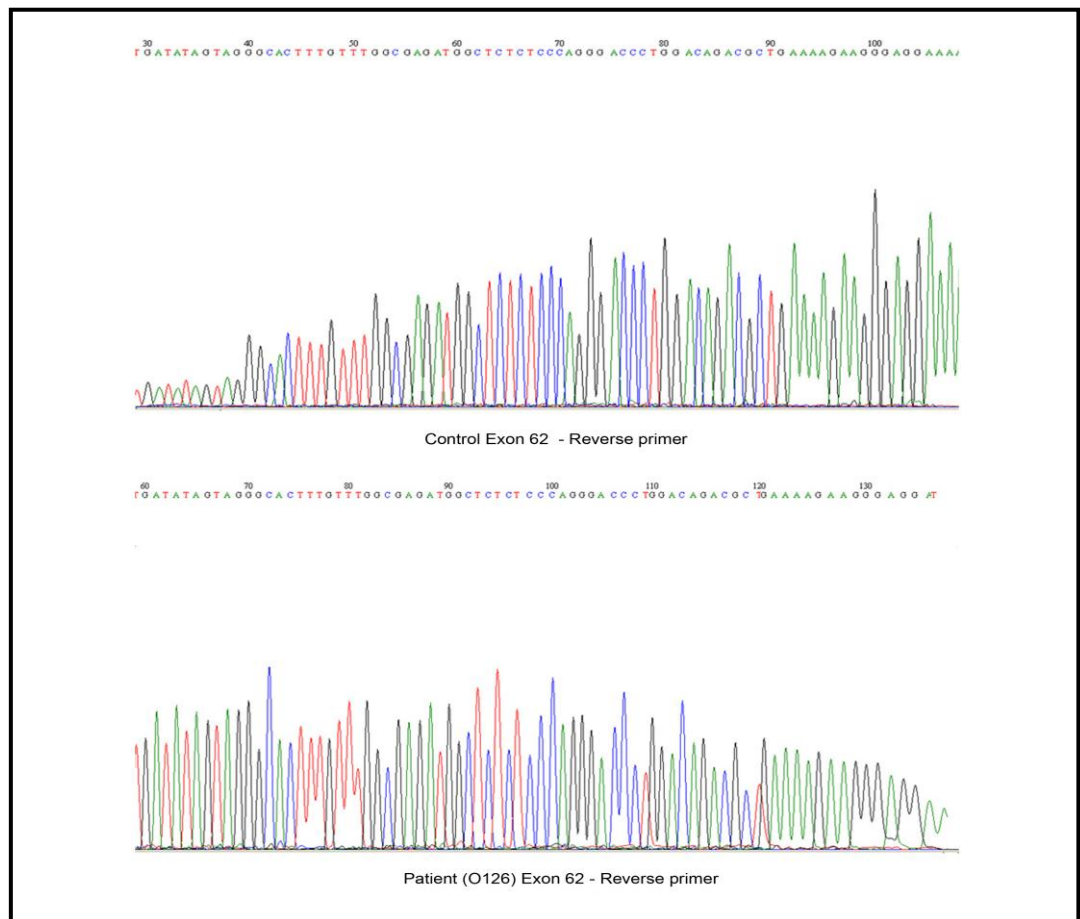 30 40 50 60 70 80 90 100
TGATATAGTAGGGCACTTTGTTTGGCGAGATGGCTCTCTCCCAGGGACCCTGGACAGACGCTGAAAAGAAGGGAGGAAAA
Control Exon 62 - Reverse primer
60 70 80 90 100 110 120 130
TGATATAGTAGGGCACTTTGTTTGGCGAGATGGCTCTCTCCCAGGGACCCTGGACAGACGCTGAAAAGAAGGGAGGAT
Patient (O126) Exon 62 - Reverse primer